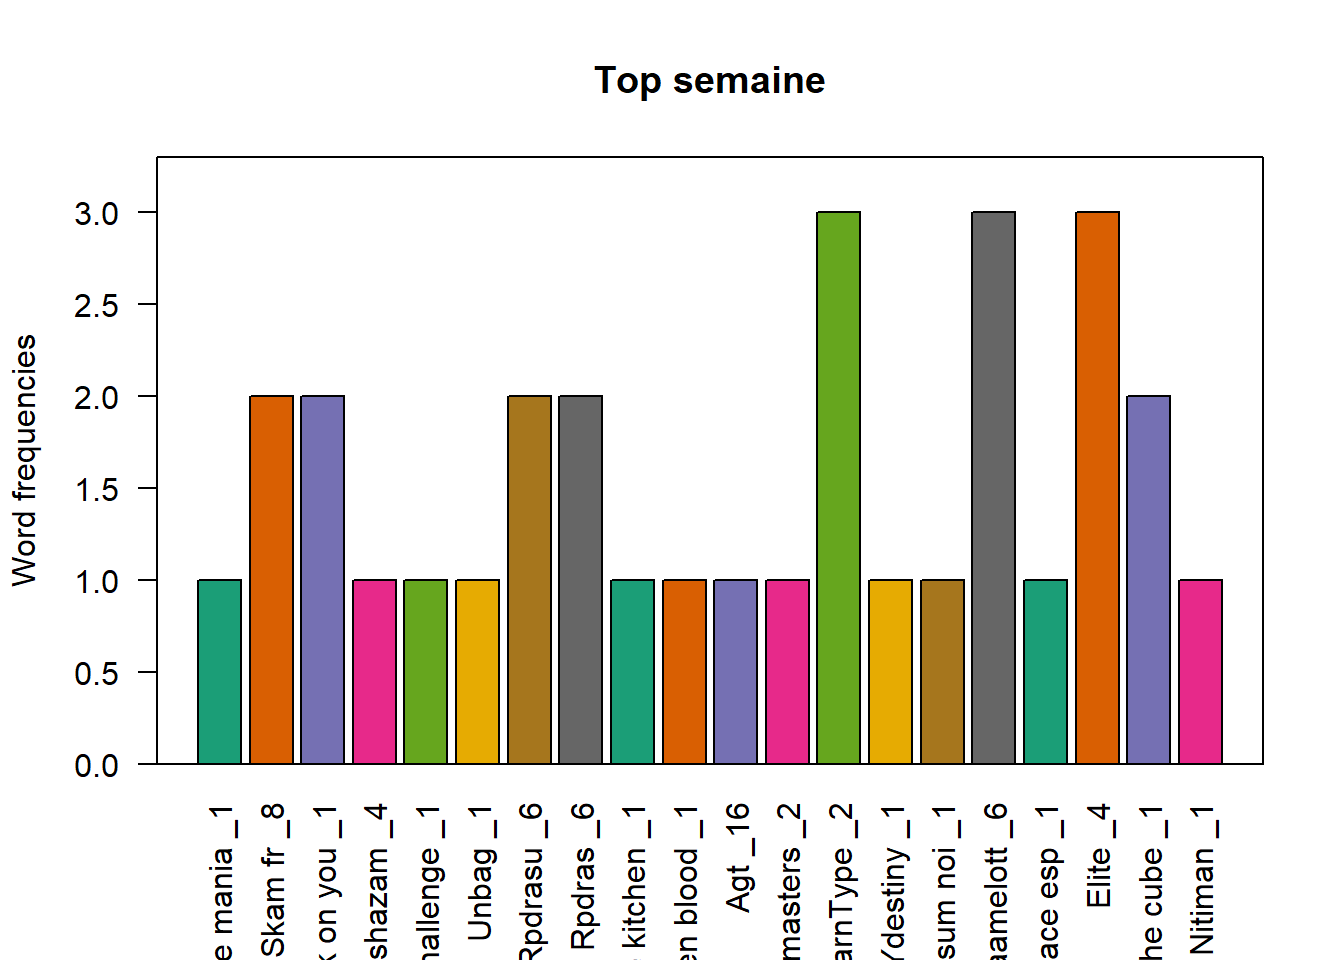 Top semaine
Word frequencies
3.0
2.5
2.0
1.5
1.0
0.5
0.0
e mania _1
Skam fr _8
k on you _1
shazam _4
hallenge _1
Unbag _1
Rpdrasu _6
Rpdras _6
kitchen _1
en blood _1
Agt _16
masters _2
arnType _2
Ydestiny _1
sum noi _1
aamelott _6
ace esp _1
Elite _4
he cube _1
Nitiman _1